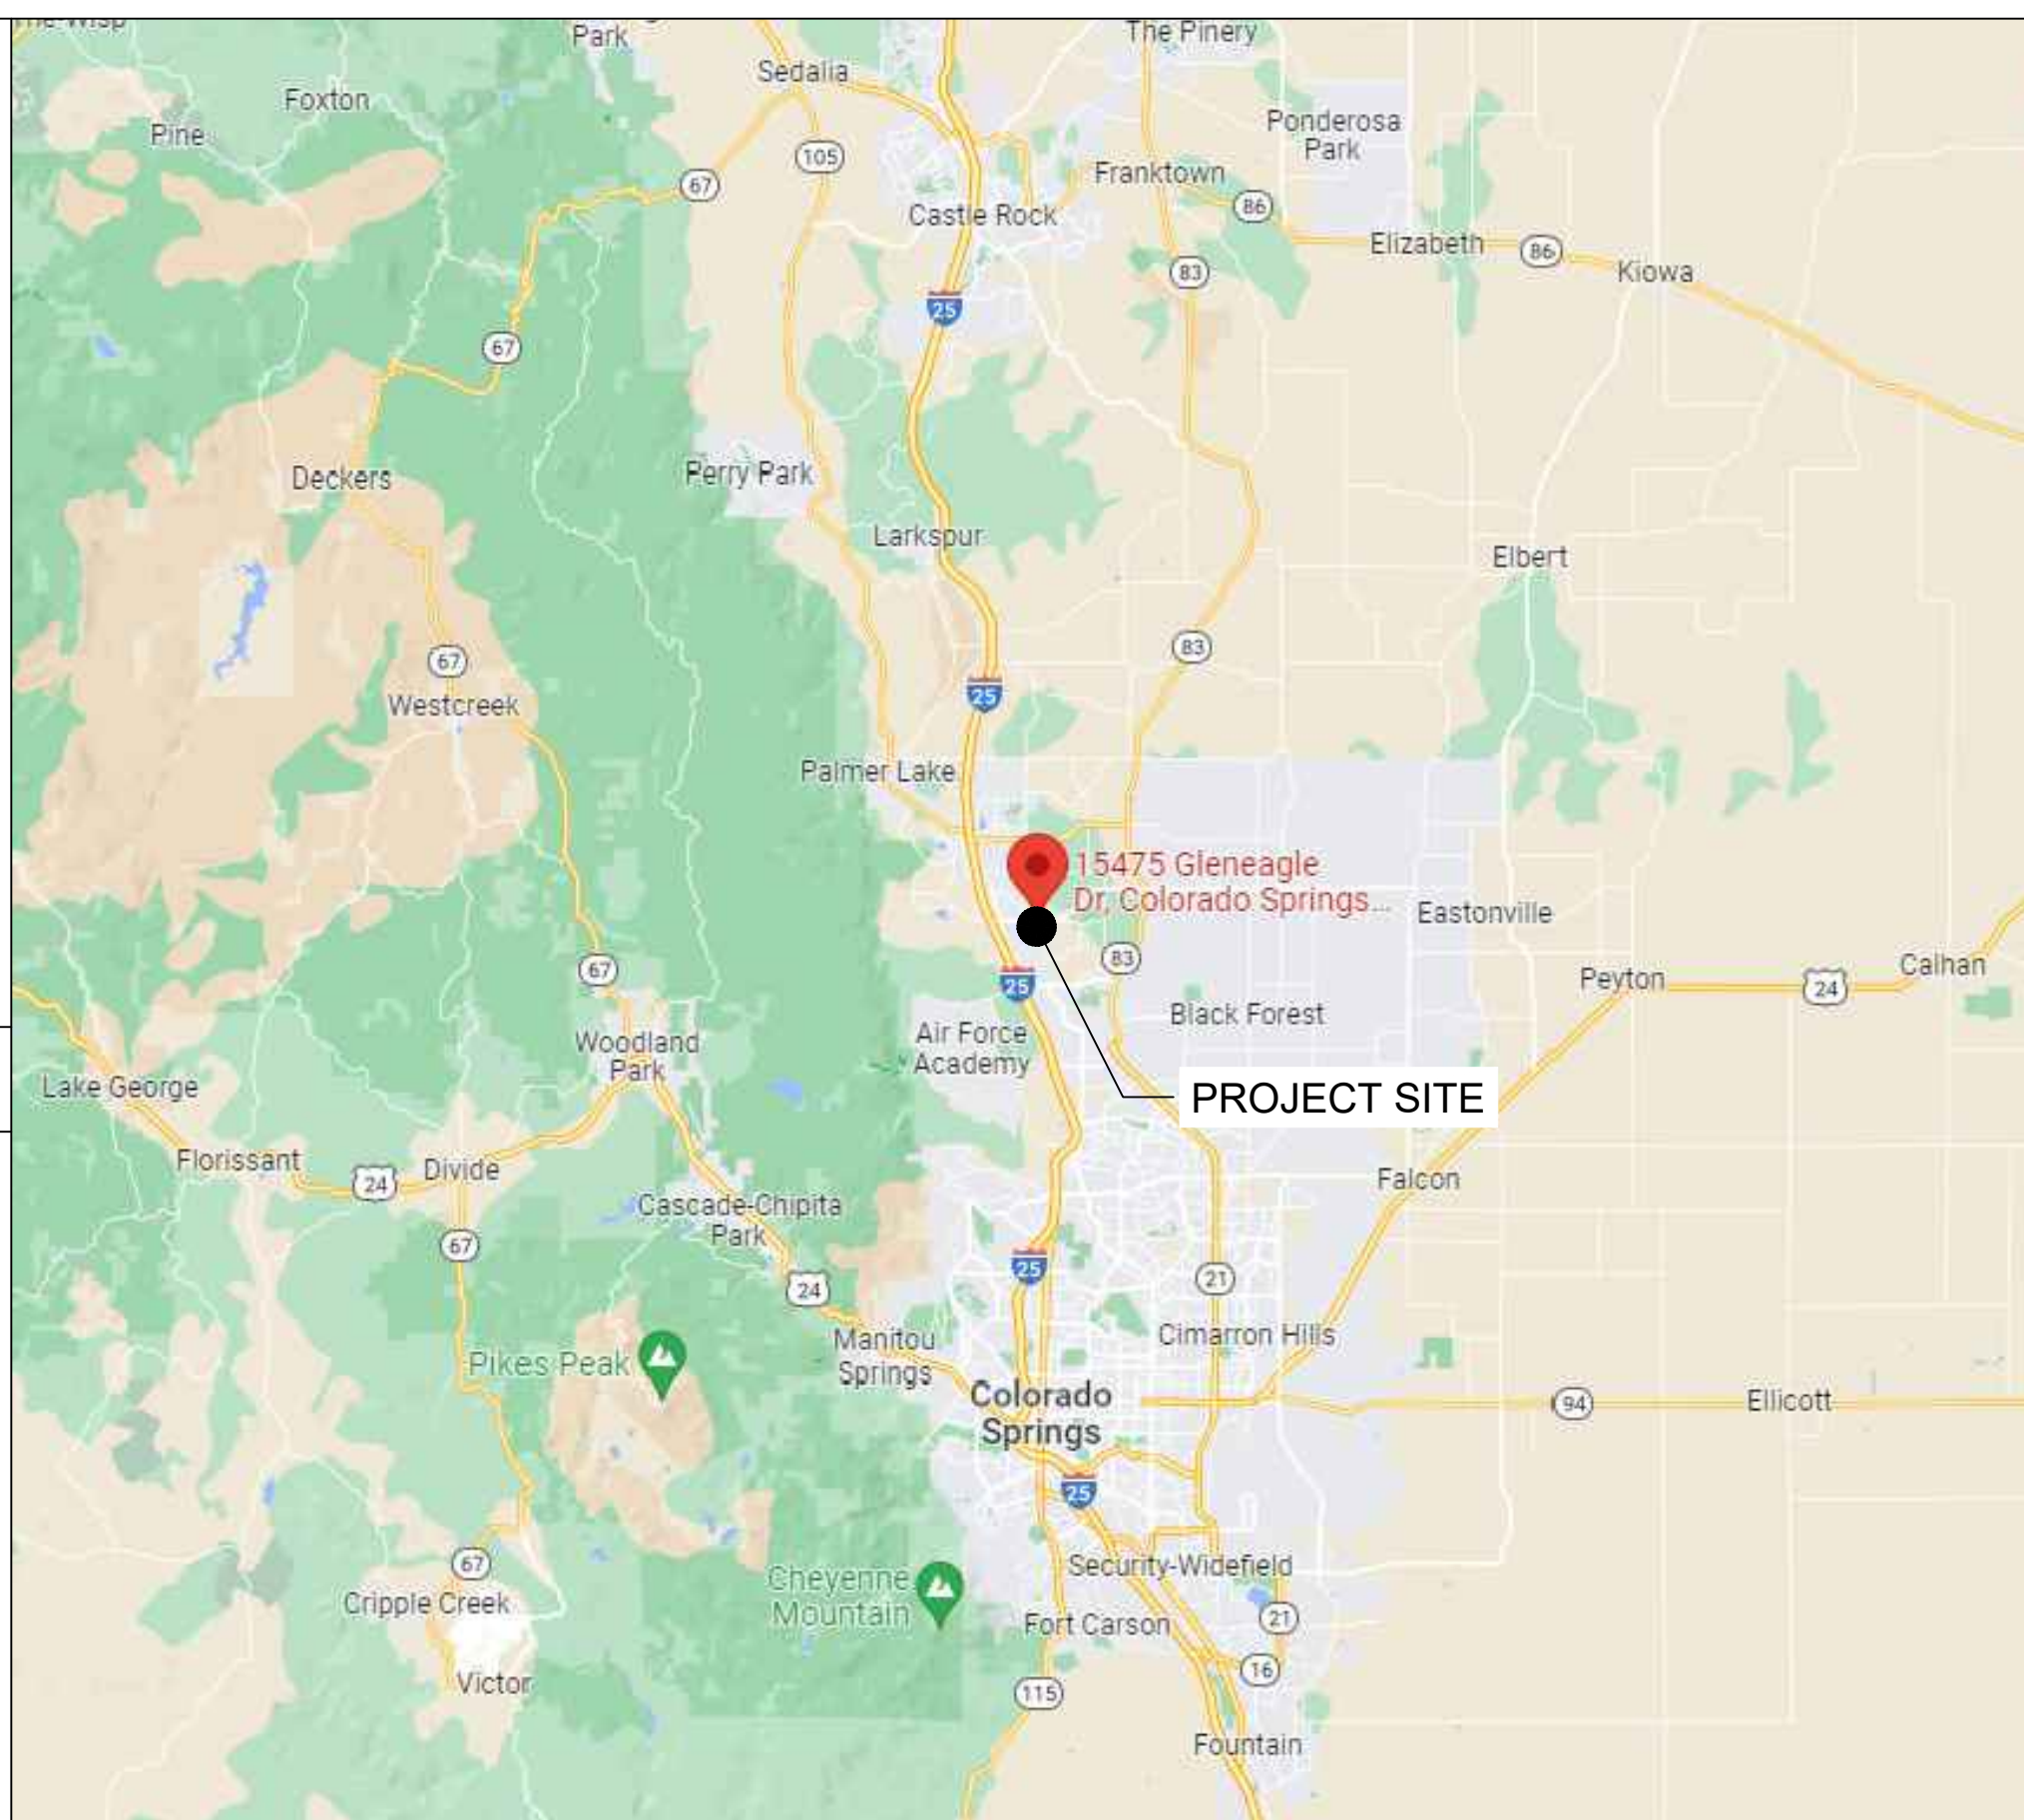 The Wisp
Park
The Pinery
Sedalia
Foxton
Pine
Ponderosa
Park
105
67
Franktown
86
Castle Rock
Elizabeth
86
Kiowa
83
25
67
Perry Park
Deckers
Larkspur
Elbert
83
67
25
Westcreek
Palmer Lake
15475 Gleneagle
Dr, Colorado Springs...
Eastonville
83
67
25
Peyton
24
Calhan
Black Forest
Air Force
Academy
Woodland
Park
Lake George
PROJECT SITE
Florissant
24
Divide
Falcon
Cascade-Chipita
Park
67
25
21
24
Manitou
Springs
Cimarron Hills
Pikes Peak
Colorado
Springs
94
Ellicott
25
67
Security-Widefield
Cheyenne
Mountain
Cripple Creek
Fort Carson
21
16
Victor
115
Fountain